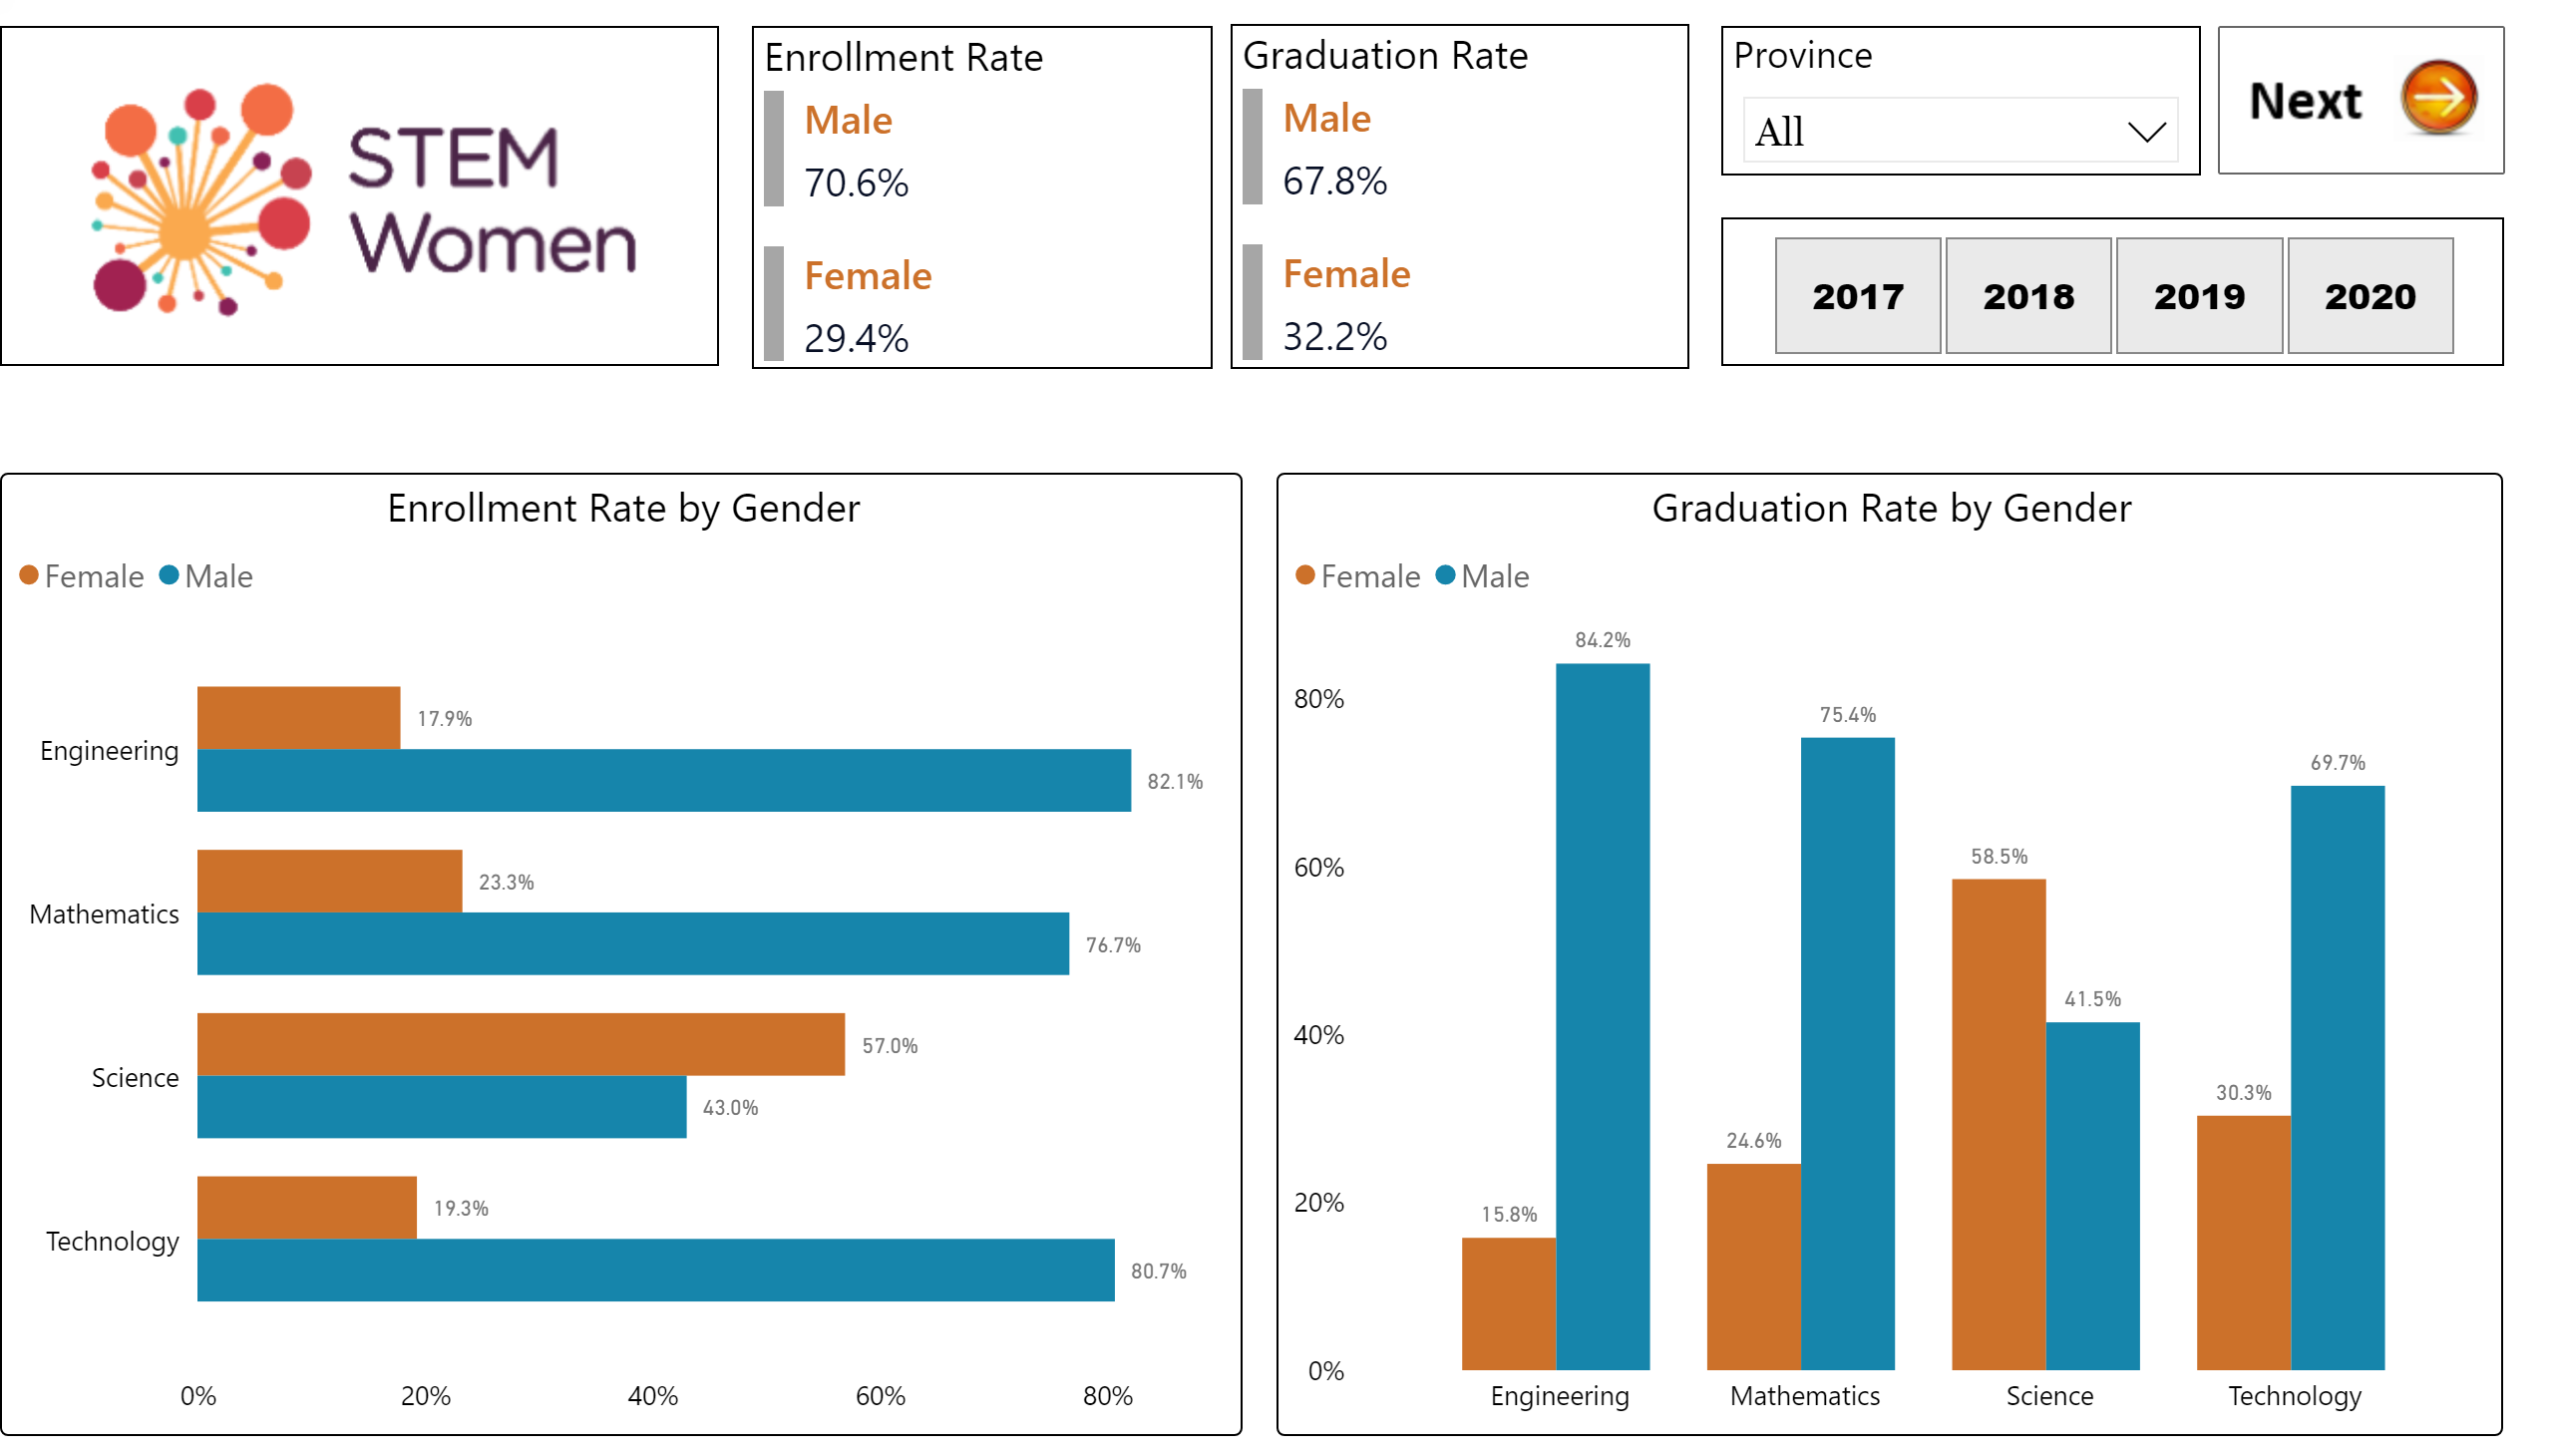 STEM
Women
Enrollment Rate
Male
70.6%
Female
29.4%
Graduation Rate
Male
67.8%
Female
32.2%
Province
All
Next
2017 2018 2019 2020
Enrollment Rate by Gender
Female Male
Engineering
17.9%
82.1%
Mathematics
23.3%
76.7%
Science
57.0%
43.0%
Technology
19.3%
80.7%
0% 20% 40% 60% 80%
Graduation Rate by Gender
Female Male
80%
60%
40%
20%
0%
15.8%
84.2%
24.6%
75.4%
58.5%
41.5%
30.3%
69.7%
Engineering Mathematics Science Technology